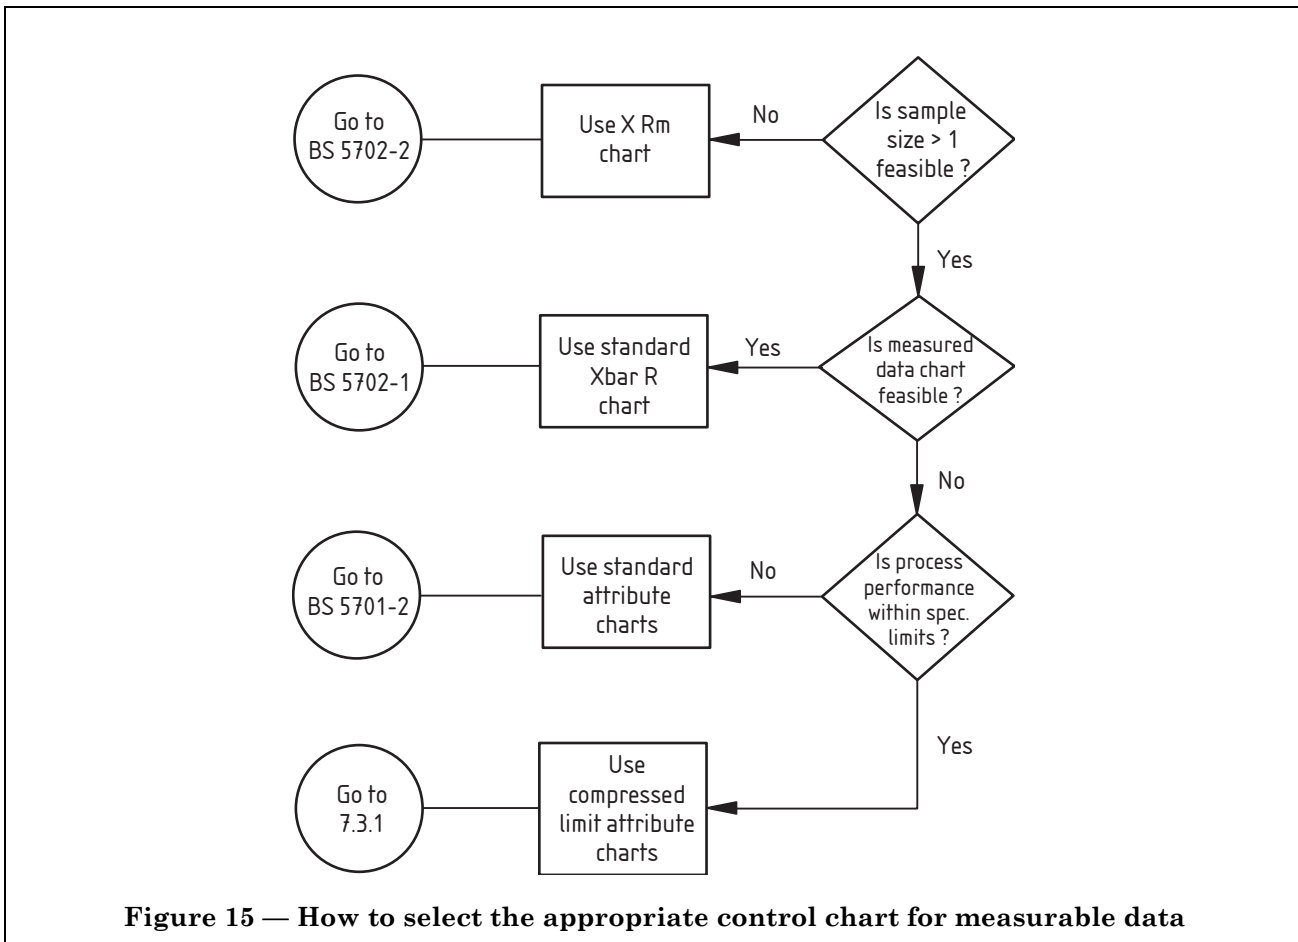 Go to
BS 5702-2
Use X Rm
chart
No
Is sample
size > 1
feasible ?
Yes
Go to
BS 5702-1
Use standard
Xbar R
chart
Yes
Is measured
data chart
feasible ?
No
Go to
BS 5701-2
Use standard
attribute
charts
No
Is process
performance
within spec.
limits ?
Yes
Go to
7.3.1
Use
compressed
limit attribute
charts
Figure 15 — How to select the appropriate control chart for measurable data